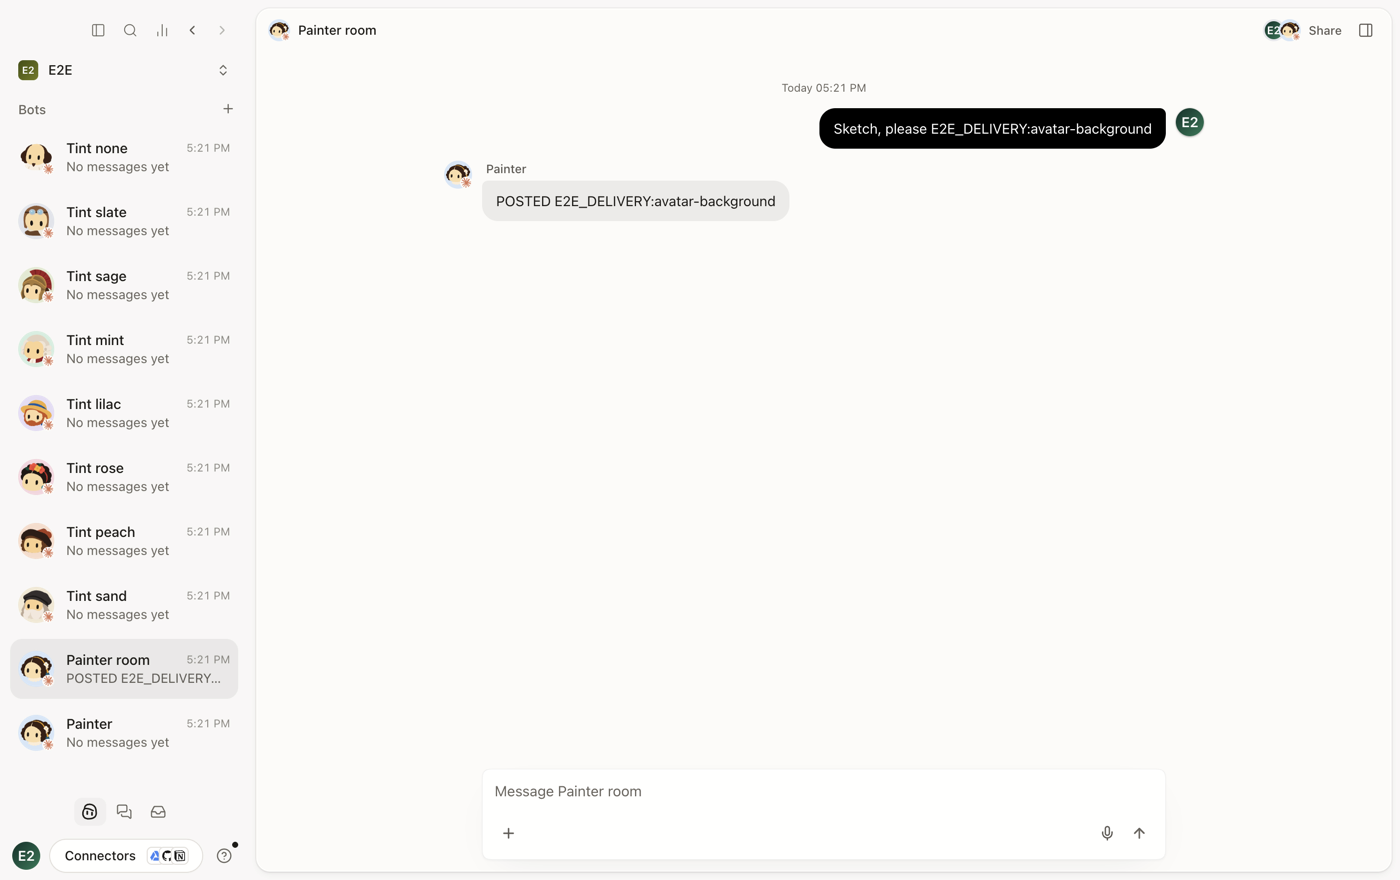 Painter room
E2
Share
E2 E2E
Bots
Tint none 5:21 PM
No messages yet
Tint slate 5:21 PM
No messages yet
Tint sage 5:21 PM
No messages yet
Tint mint 5:21 PM
No messages yet
Tint lilac 5:21 PM
No messages yet
Tint rose 5:21 PM
No messages yet
Tint peach 5:21 PM
No messages yet
Tint sand 5:21 PM
No messages yet
Painter room 5:21 PM
POSTED E2E_DELIVERY...
Painter 5:21 PM
No messages yet
E2 Connectors
Today 05:21 PM
Sketch, please E2E_DELIVERY:avatar-background E2
Painter
POSTED E2E_DELIVERY:avatar-background
Message Painter room